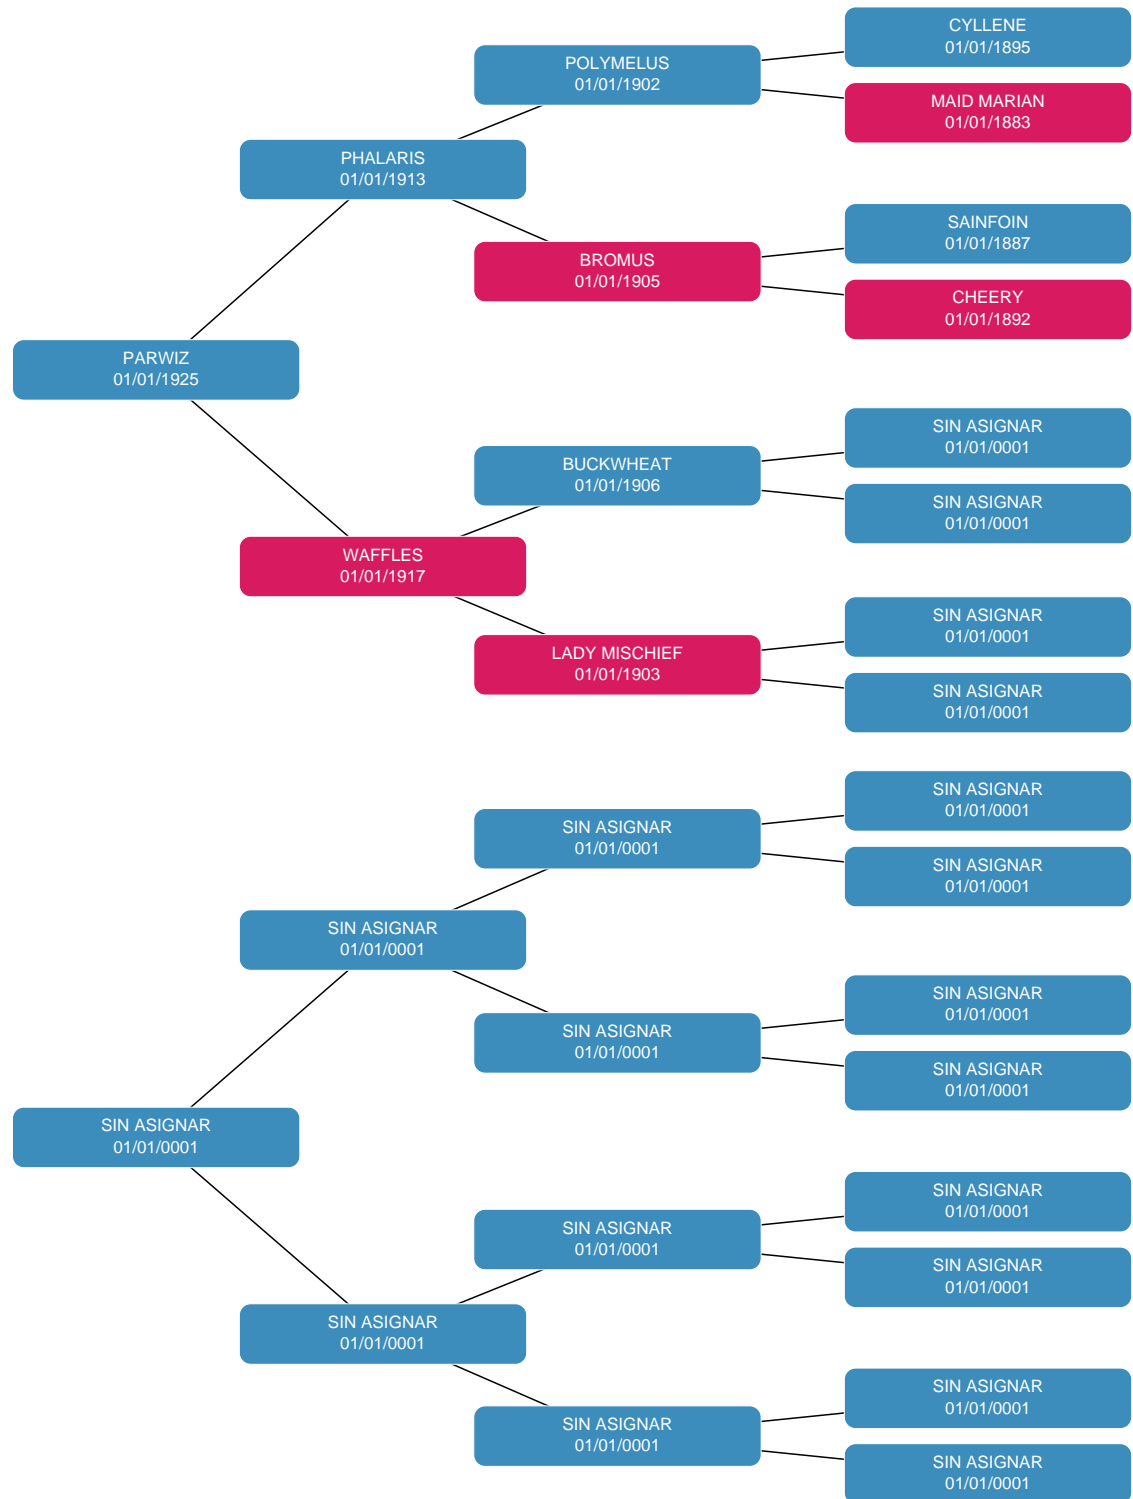 CYLLENE
01/01/1895
POLYMELUS
01/01/1902
MAID MARIAN
01/01/1883
PHALARIS
01/01/1913
SAINFOIN
01/01/1887
BROMUS
01/01/1905
CHEERY
01/01/1892
PARWIZ
01/01/1925
SIN ASIGNAR
01/01/0001
BUCKWHEAT
01/01/1906
SIN ASIGNAR
01/01/0001
WAFFLES
01/01/1917
SIN ASIGNAR
01/01/0001
LADY MISCHIEF
01/01/1903
SIN ASIGNAR
01/01/0001
SIN ASIGNAR
01/01/0001
SIN ASIGNAR
01/01/0001
SIN ASIGNAR
01/01/0001
SIN ASIGNAR
01/01/0001
SIN ASIGNAR
01/01/0001
SIN ASIGNAR
01/01/0001
SIN ASIGNAR
01/01/0001
SIN ASIGNAR
01/01/0001
SIN ASIGNAR
01/01/0001
SIN ASIGNAR
01/01/0001
SIN ASIGNAR
01/01/0001
SIN ASIGNAR
01/01/0001
SIN ASIGNAR
01/01/0001
SIN ASIGNAR
01/01/0001
SIN ASIGNAR
01/01/0001